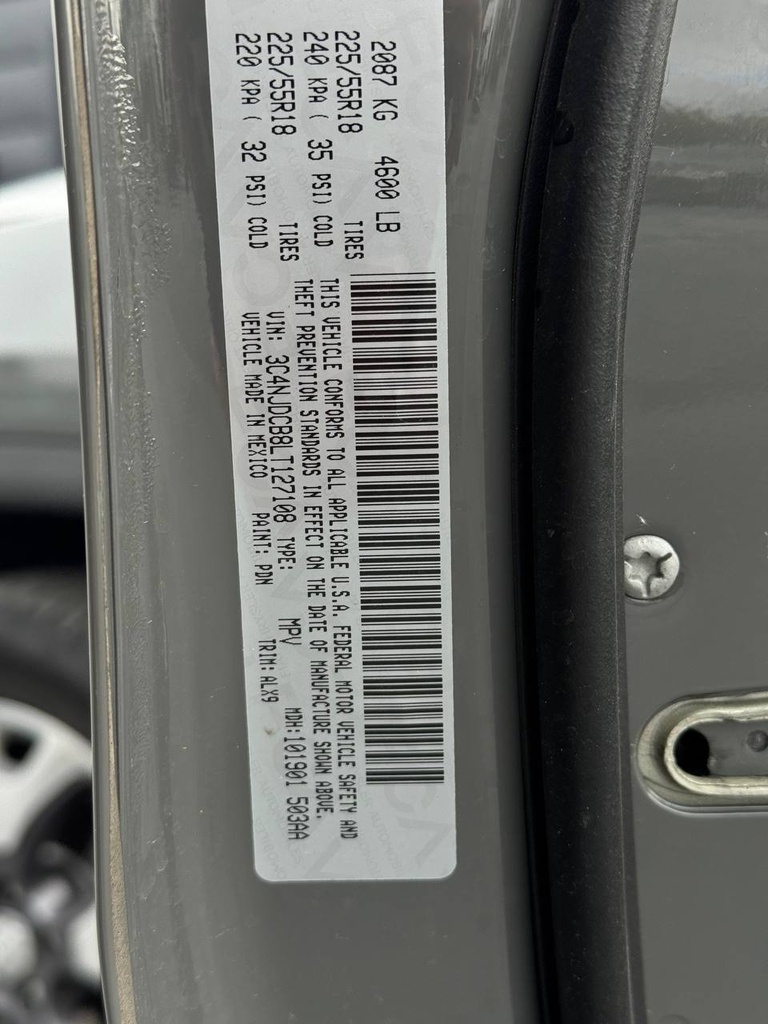 2087 KG 4600 LB
225/55R18 TIRES
240 KPA ( 35 PSI) COLD
225/55R18 TIRES
220 KPA ( 32 PSI) COLD
THIS VEHICLE CONFORMS TO ALL APPLICABLE U.S.A. FEDERAL MOTOR VEHICLE SAFETY AND
THEFT PREVENTION STANDARDS IN EFFECT ON THE DATE OF MANUFACTURE SHOWN ABOVE.
VIN: 3C4NJDCB8LT127108 TYPE: MPV MDH:101901 503AA
VEHICLE MADE IN MEXICO PAINT: PDN TRIM: ALX9